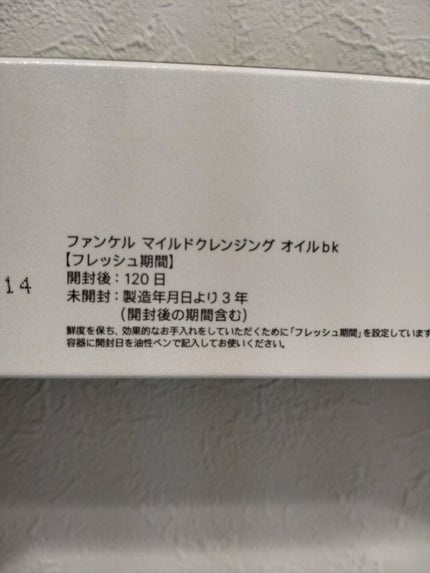 ファンケル マイルドクレンジング オイルbk
【フレッシュ期間】
開封後：120日
14
未開封：製造年月日より3年
（開封後の期間含む）
鮮度を保ち、効果的なお手入れをしていただくために「フレッシュ期間」を設定しています
容器に開封日を油性ペンで記入してお使いください。